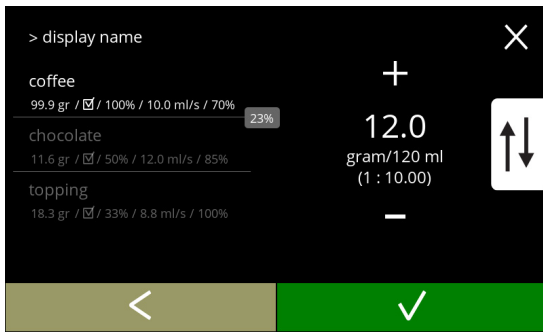 > display name
coffee
99.9 gr / ☑ / 100% / 10.0 ml/s / 70%
23%
chocolate
11.6 gr / ☑ / 50% / 12.0 ml/s / 85%
topping
18.3 gr / ☑ / 33% / 8.8 ml/s / 100%
12.0
gram/120 ml
(1 : 10.00)